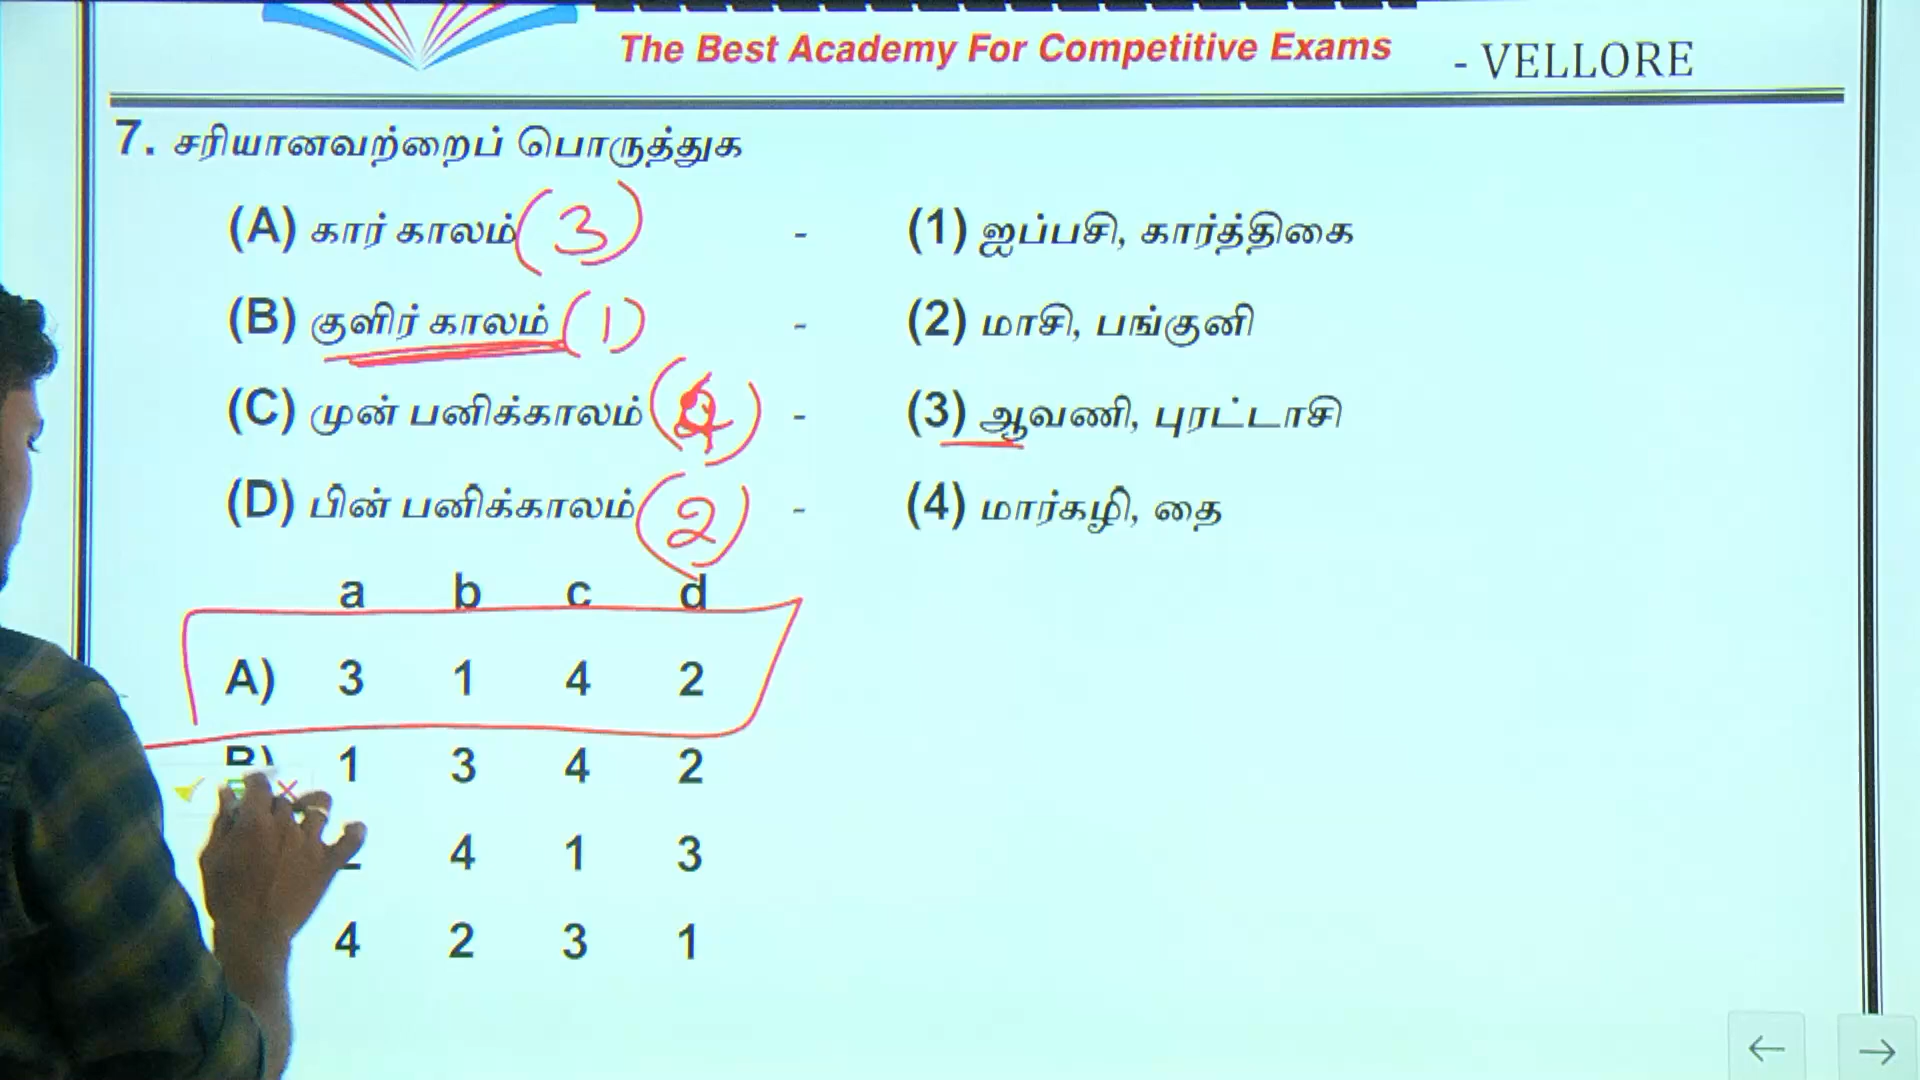 The Best Academy For Competitive Exams
- VELLORE
7. சரியானவற்றைப் பொருத்துக
(A) கார் காலம் (3) - (1) ஐப்பசி, கார்த்திகை
(B) குளிர் காலம் (1) - (2) மாசி, பங்குனி
(C) முன் பனிக்காலம் (4) - (3) ஆவணி, புரட்டாசி
(D) பின் பனிக்காலம் (2) - (4) மார்கழி, தை
a b c d
A) 3 1 4 2
B) 1 3 4 2
2 4 1 3
4 2 3 1